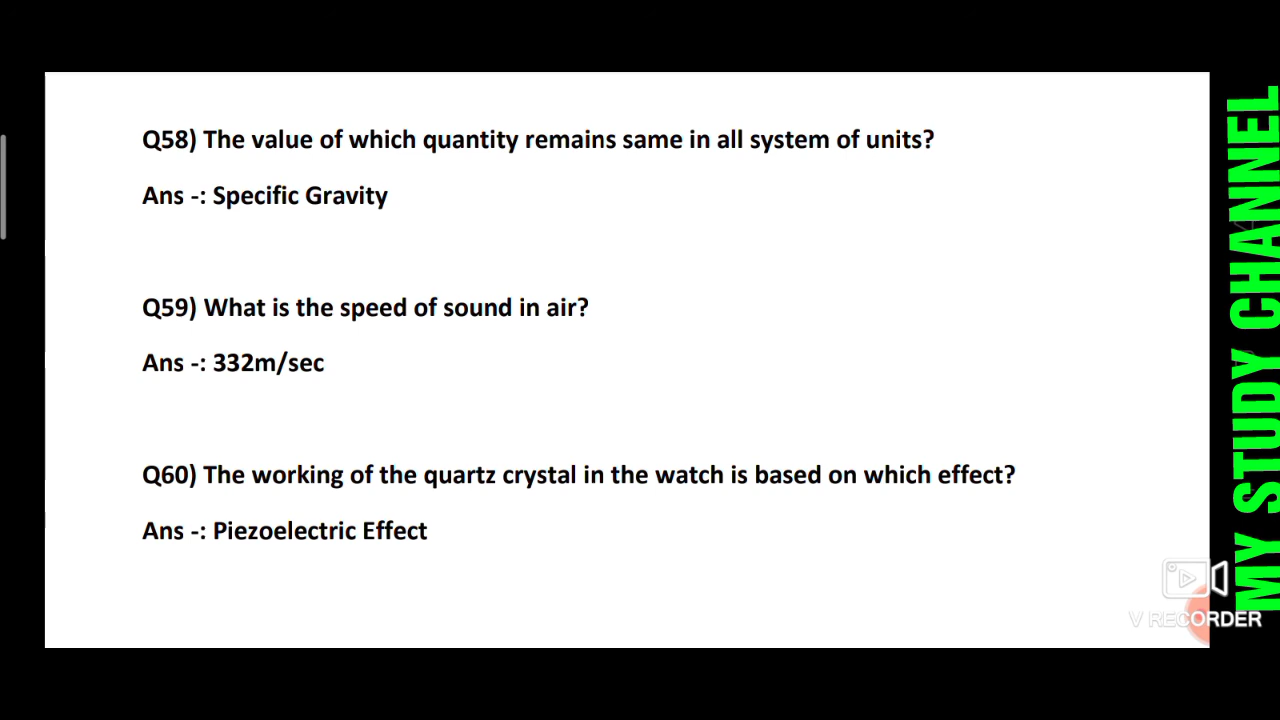 Q58) The value of which quantity remains same in all system of units?
Ans -: Specific Gravity
Q59) What is the speed of sound in air?
Ans -: 332m/sec
Q60) The working of the quartz crystal in the watch is based on which effect?
Ans -: Piezoelectric Effect
MY STUDY CHANNEL
V RECORDER